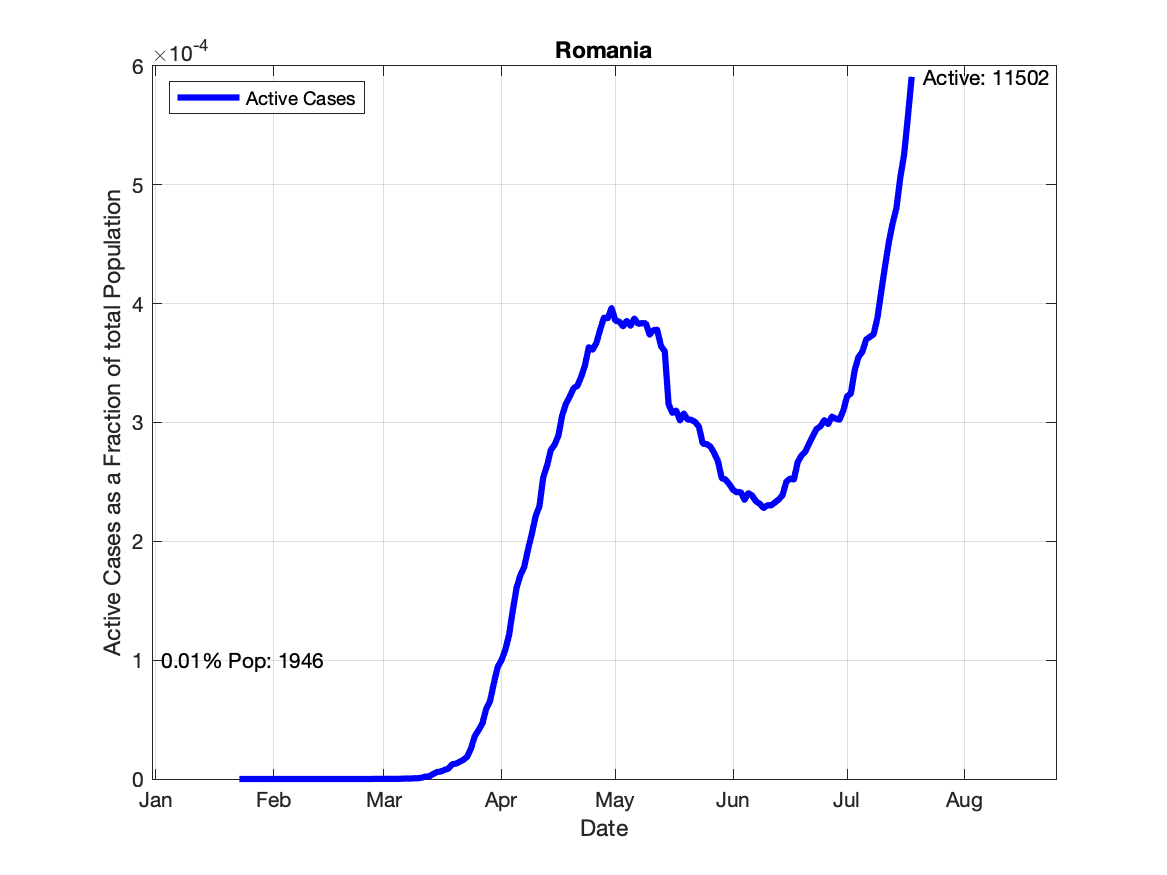 Romania
×10⁻⁴
6
Active Cases
Active: 11502
5
4
3
2
1
0.01% Pop: 1946
0
Active Cases as a Fraction of total Population
Jan Feb Mar Apr May Jun Jul Aug
Date